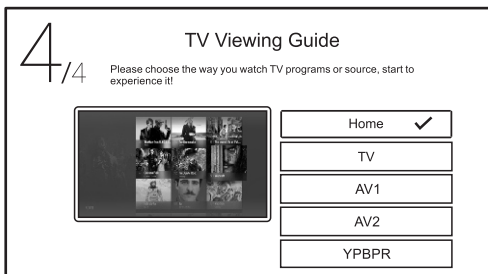 4/4
TV Viewing Guide
Please choose the way you watch TV programs or source, start to
experience it!
Home
TV
AV1
AV2
YPBPR